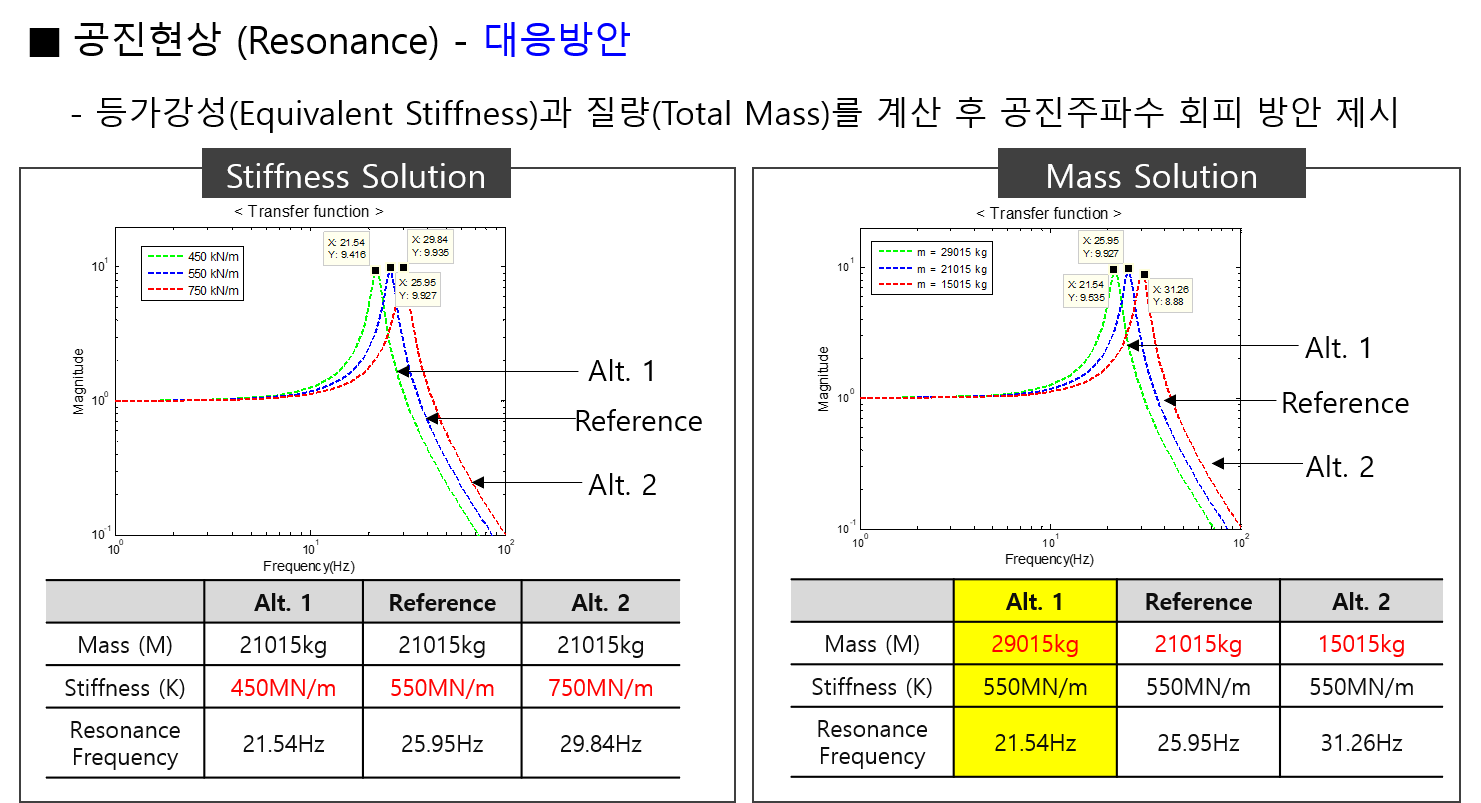 ■ 공진현상 (Resonance) - 대응방안
- 등가강성(Equivalent Stiffness)과 질량(Total Mass)를 계산 후 공진주파수 회피 방안 제시
Stiffness Solution
< Transfer function >
450 kN/m
550 kN/m
750 kN/m
X: 21.54
Y: 9.416
X: 29.84
Y: 9.935
X: 25.95
Y: 9.927
Alt. 1
Reference
Alt. 2
Magnitude
10^1
10^0
10^-1
10^0 10^1 10^2
Frequency(Hz)
Alt. 1 Reference Alt. 2
Mass (M) 21015kg 21015kg 21015kg
Stiffness (K) 450MN/m 550MN/m 750MN/m
Resonance
Frequency 21.54Hz 25.95Hz 29.84Hz
Mass Solution
< Transfer function >
m = 29015 kg
m = 21015 kg
m = 15015 kg
X: 25.95
Y: 9.927
X: 21.54
Y: 9.535
X: 31.26
Y: 8.88
Alt. 1
Reference
Alt. 2
Magnitude
10^1
10^0
10^-1
10^0 10^1 10^2
Frequency(Hz)
Alt. 1 Reference Alt. 2
Mass (M) 29015kg 21015kg 15015kg
Stiffness (K) 550MN/m 550MN/m 550MN/m
Resonance
Frequency 21.54Hz 25.95Hz 31.26Hz